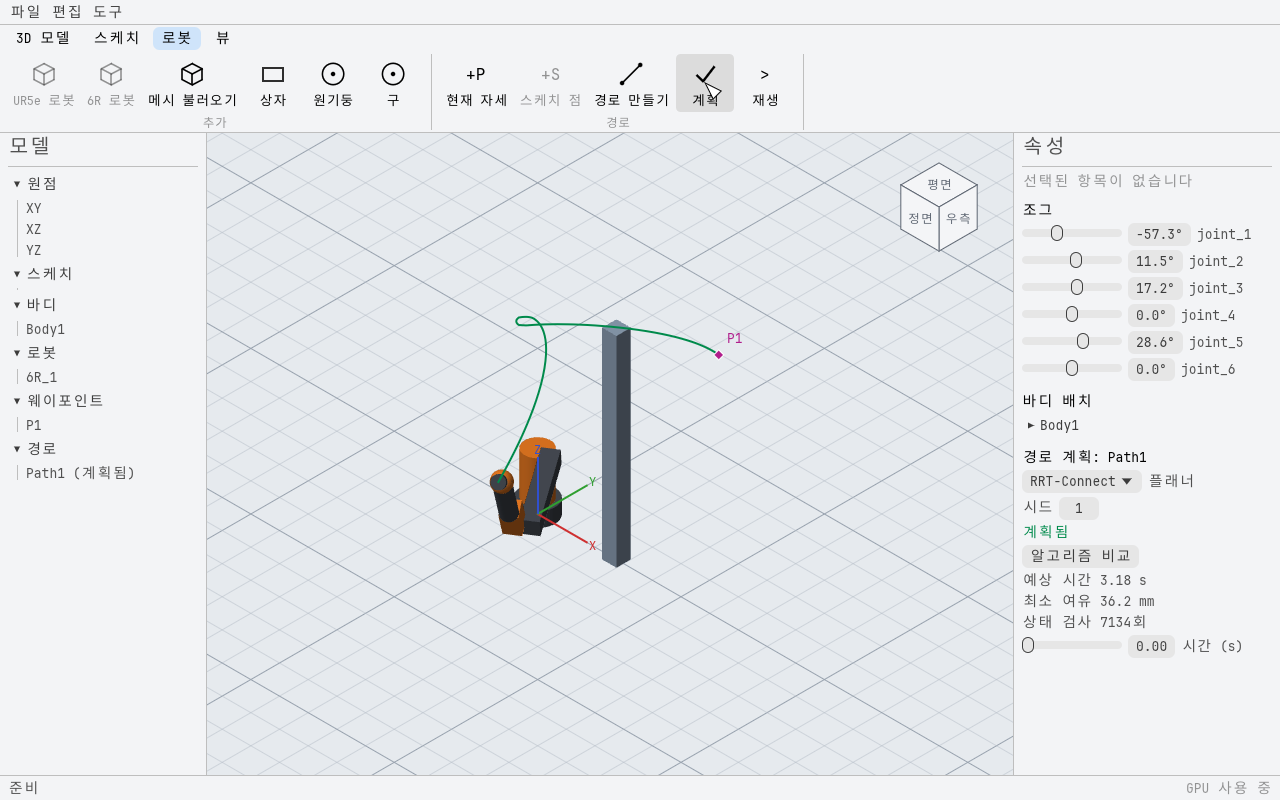 파일 편집 도구
3D 모델 스케치 로봇 뷰
UR5e 로봇 6R 로봇 메시 불러오기 상자 원기둥 구 +P 현재 자세 +S 스케치 점 경로 만들기 계획 > 재생
추가 경로
모델
▼ 원점
XY
XZ
YZ
▼ 스케치
▼ 바디
Body1
▼ 로봇
6R_1
▼ 웨이포인트
P1
▼ 경로
Path1 (계획됨)
평면
정면 우측
P1
Z
Y
X
속성
선택된 항목이 없습니다
조그
-57.3° joint_1
11.5° joint_2
17.2° joint_3
0.0° joint_4
28.6° joint_5
0.0° joint_6
바디 배치
▶ Body1
경로 계획: Path1
RRT-Connect ▼ 플래너
시드 1
계획됨
알고리즘 비교
예상 시간 3.18 s
최소 여유 36.2 mm
상태 검사 7134회
0.00 시간 (s)
준비 GPU 사용 중